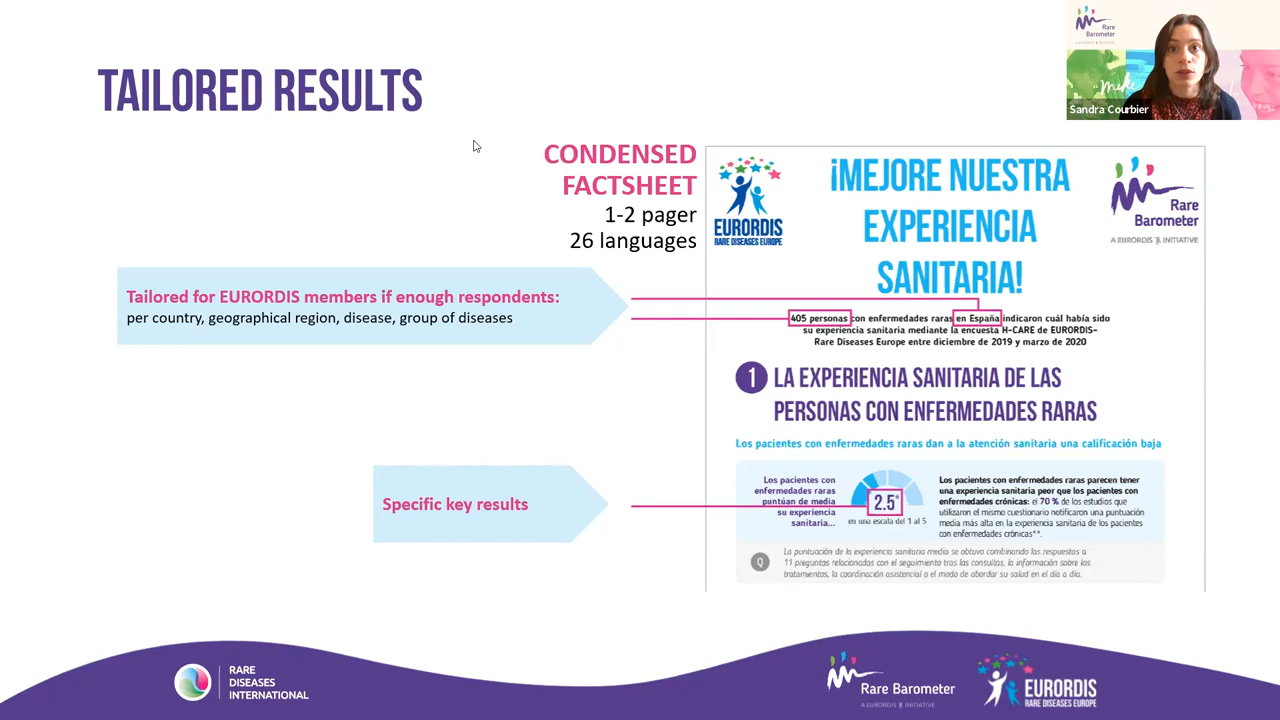 TAILORED RESULTS
Rare
Barometer
Make
Sandra Courbier
CONDENSED
FACTSHEET
1-2 pager
26 languages
Tailored for EURORDIS members if enough respondents:
per country, geographial region, disease, group of diseases
Specific key results
EURORDIS
RARE DISEASES EUROPE
¡MEJORE NUESTRA
EXPERIENCIA
SANITARIA!
Rare
Barometer
A EURORDIS INITIATIVE
405 personas con enfermedades raras en España indicaron cuál había sido
su experiencia sanitaria mediante la encuesta H-CARE de EURORDIS-
Rare Diseases Europe entre diciembre de 2019 y marzo de 2020
1 LA EXPERIENCIA SANITARIA DE LAS
PERSONAS CON ENFERMEDADES RARAS
Los pacientes con enfermedades raras dan a la atención sanitaria una calificación baja
Los pacientes con
enfermedades raras
puntúan de media
su experiencia
sanitaria...
2.5*
en una escala del 1 al 5
Los pacientes con enfermedades raras parecen tener
una experiencia sanitaria peor que los pacientes con
enfermedades crónicas: el 70 % de los estudios que
utilizaron el mismo cuestionario notificaron una puntuación
media más alta en la experiencia sanitaria de los pacientes
con enfermedades crónicas**.
Q
La puntuación de la experiencia sanitaria media se obtuvo combinando las respuestas a
11 preguntas relacionadas con el seguimiento tras las consultas, la información sobre los
tratamientos, la coordinación asistencial o el modo de abordar su salud en el día a día.
RARE
DISEASES
INTERNATIONAL
Rare Barometer
A EURORDIS INITIATIVE
EURORDIS
RARE DISEASES EUROPE